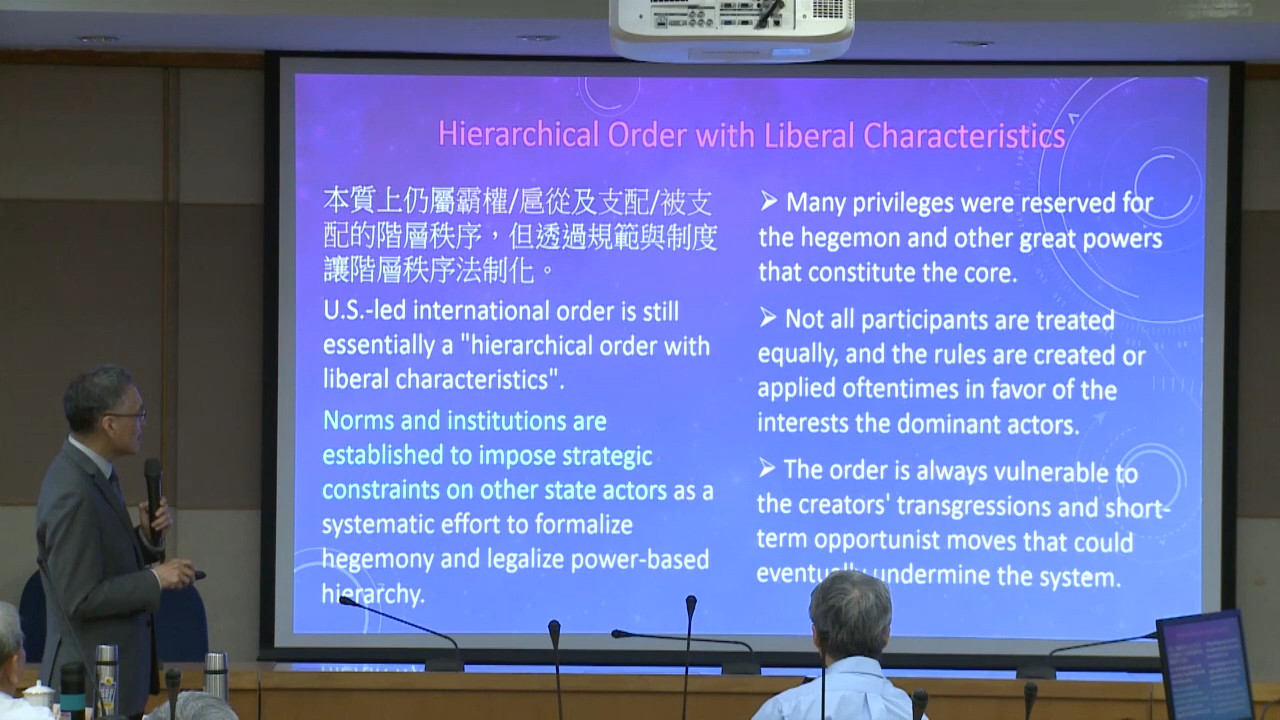 Hierarchical Order with Liberal Characteristics
本質上仍屬霸權/扈從及支配/被支
配的階層秩序，但透過規範與制度
讓階層秩序法制化。
U.S.-led international order is still
essentially a "hierarchical order with
liberal characteristics".
Norms and institutions are
established to impose strategic
constraints on other state actors as a
systematic effort to formalize
hegemony and legalize power-based
hierarchy.
➢ Many privileges were reserved for
the hegemon and other great powers
that constitute the core.
➢ Not all participants are treated
equally, and the rules are created or
applied oftentimes in favor of the
interests the dominant actors.
➢ The order is always vulnerable to
the creators' transgressions and short-
term opportunist moves that could
eventually undermine the system.